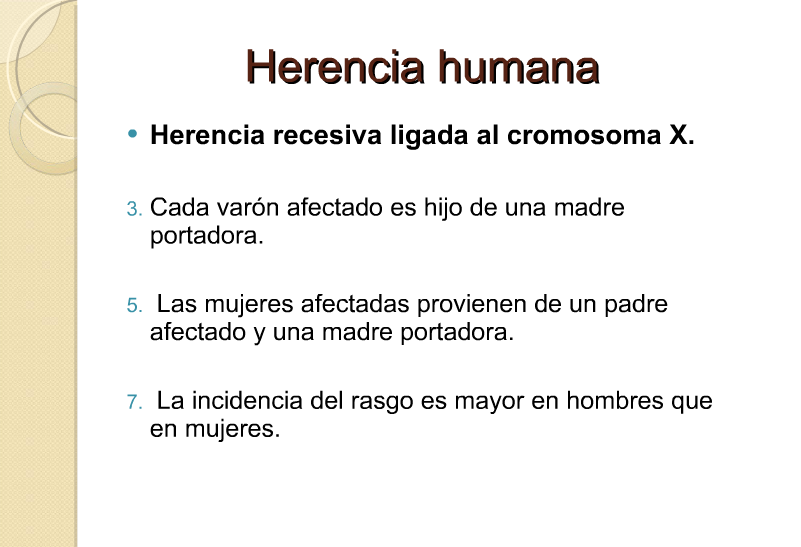 Herencia humana
• Herencia recesiva ligada al cromosoma X.
3. Cada varón afectado es hijo de una madre
portadora.
5. Las mujeres afectadas provienen de un padre
afectado y una madre portadora.
7. La incidencia del rasgo es mayor en hombres que
en mujeres.